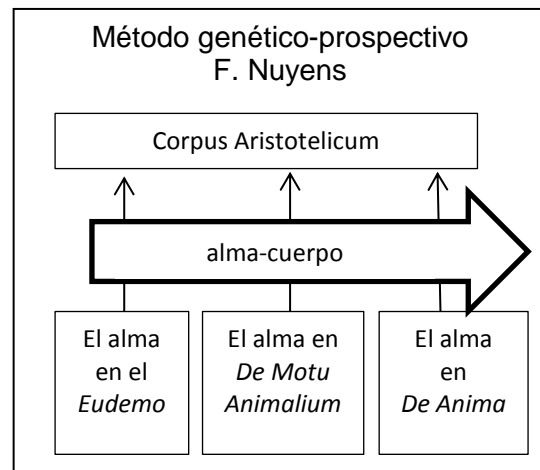 Método genético-prospectivo
F. Nuyens
Corpus Aristotelicum
alma-cuerpo
El alma
en el
Eudemo
El alma en
De Motu
Animalium
El alma
en
De Anima